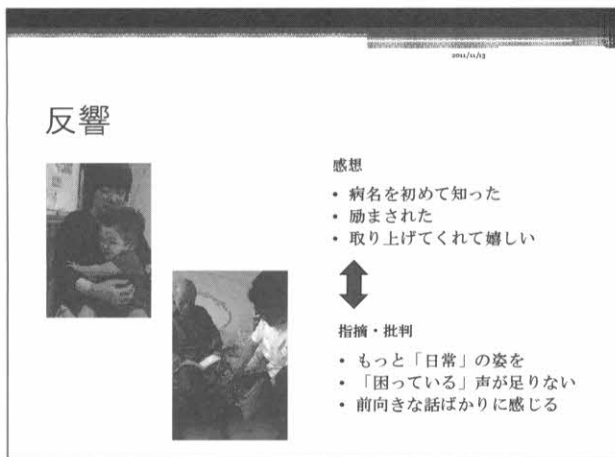 2011/11/13
反響
感想
• 病名を初めて知った
• 励まされた
• 取り上げてくれて嬉しい
指摘・批判
• もっと「日常」の姿を
• 「困っている」声が足りない
• 前向きな話ばかりに感じる